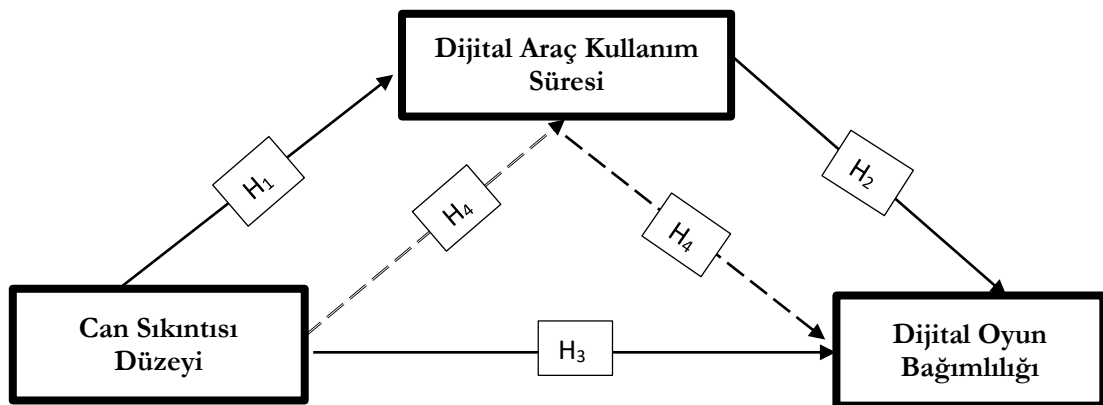 Dijital Araç Kullanım
Süresi
H₁
H₄
H₂
H₄
Can Sıkıntısı
Düzeyi
H₃
Dijital Oyun
Bağımlılığı